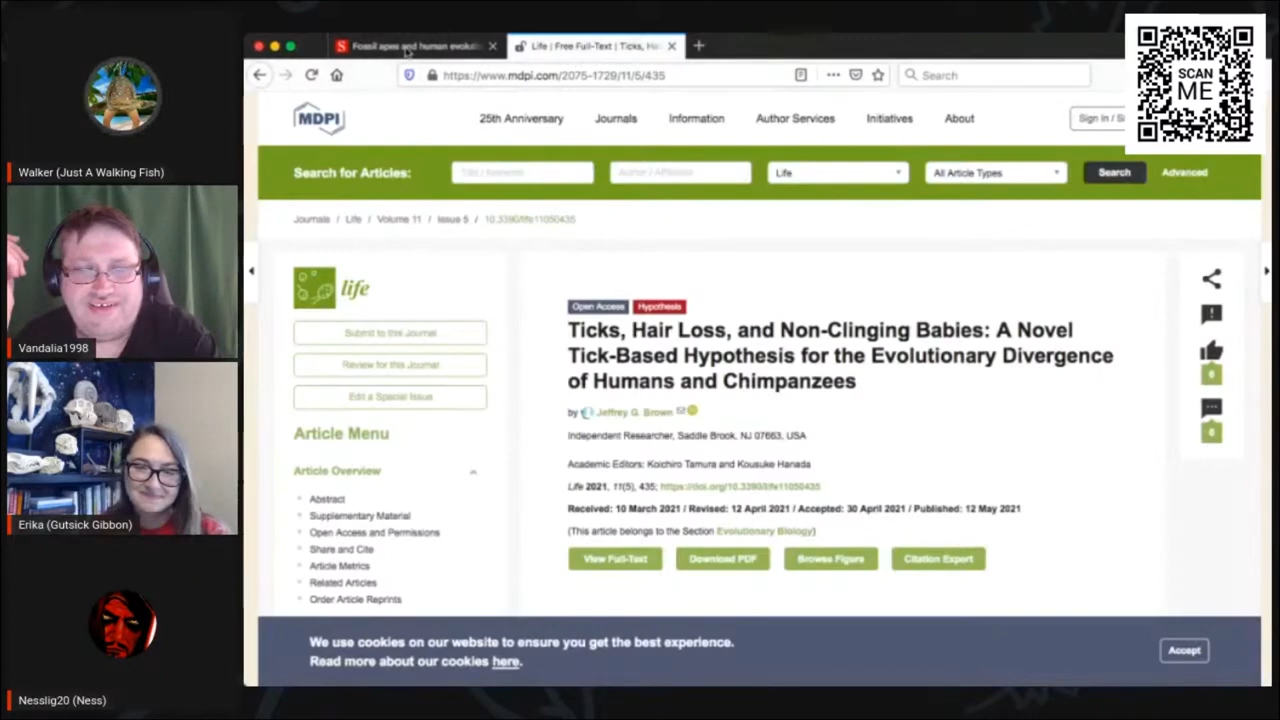 Fossil apes and human evoluti
Life | Free Full-Text | Ticks, Ha
https://www.mdpi.com/2075-1729/11/5/435
Search
SCAN
ME
MDPI
25th Anniversary
Journals
Information
Author Services
Initiatives
About
Sign In / S
Search for Articles:
Title / Keyword
Author / Affiliation
Life
All Article Types
Search
Advanced
Journals / Life / Volume 11 / Issue 5 / 10.3390/life11050435
life
Submit to this Journal
Review for this Journal
Edit a Special Issue
Article Menu
Article Overview
Abstract
Supplementary Material
Open Access and Permissions
Share and Cite
Article Metrics
Related Articles
Order Article Reprints
Open Access Hypothesis
Ticks, Hair Loss, and Non-Clinging Babies: A Novel
Tick-Based Hypothesis for the Evolutionary Divergence
of Humans and Chimpanzees
by Jeffrey G. Brown
Independent Researcher, Saddle Brook, NJ 07663, USA
Academic Editors: Koichiro Tamura and Kousuke Hanada
Life 2021, 11(5), 435; https://doi.org/10.3390/life11050435
Received: 10 March 2021 / Revised: 12 April 2021 / Accepted: 30 April 2021 / Published: 12 May 2021
(This article belongs to the Section Evolutionary Biology)
View Full-Text
Download PDF
Browse Figure
Citation Export
We use cookies on our website to ensure you get the best experience.
Read more about our cookies here.
Accept
Walker (Just A Walking Fish)
Vandalia1998
Erika (Gutsick Gibbon)
Nesslig20 (Ness)